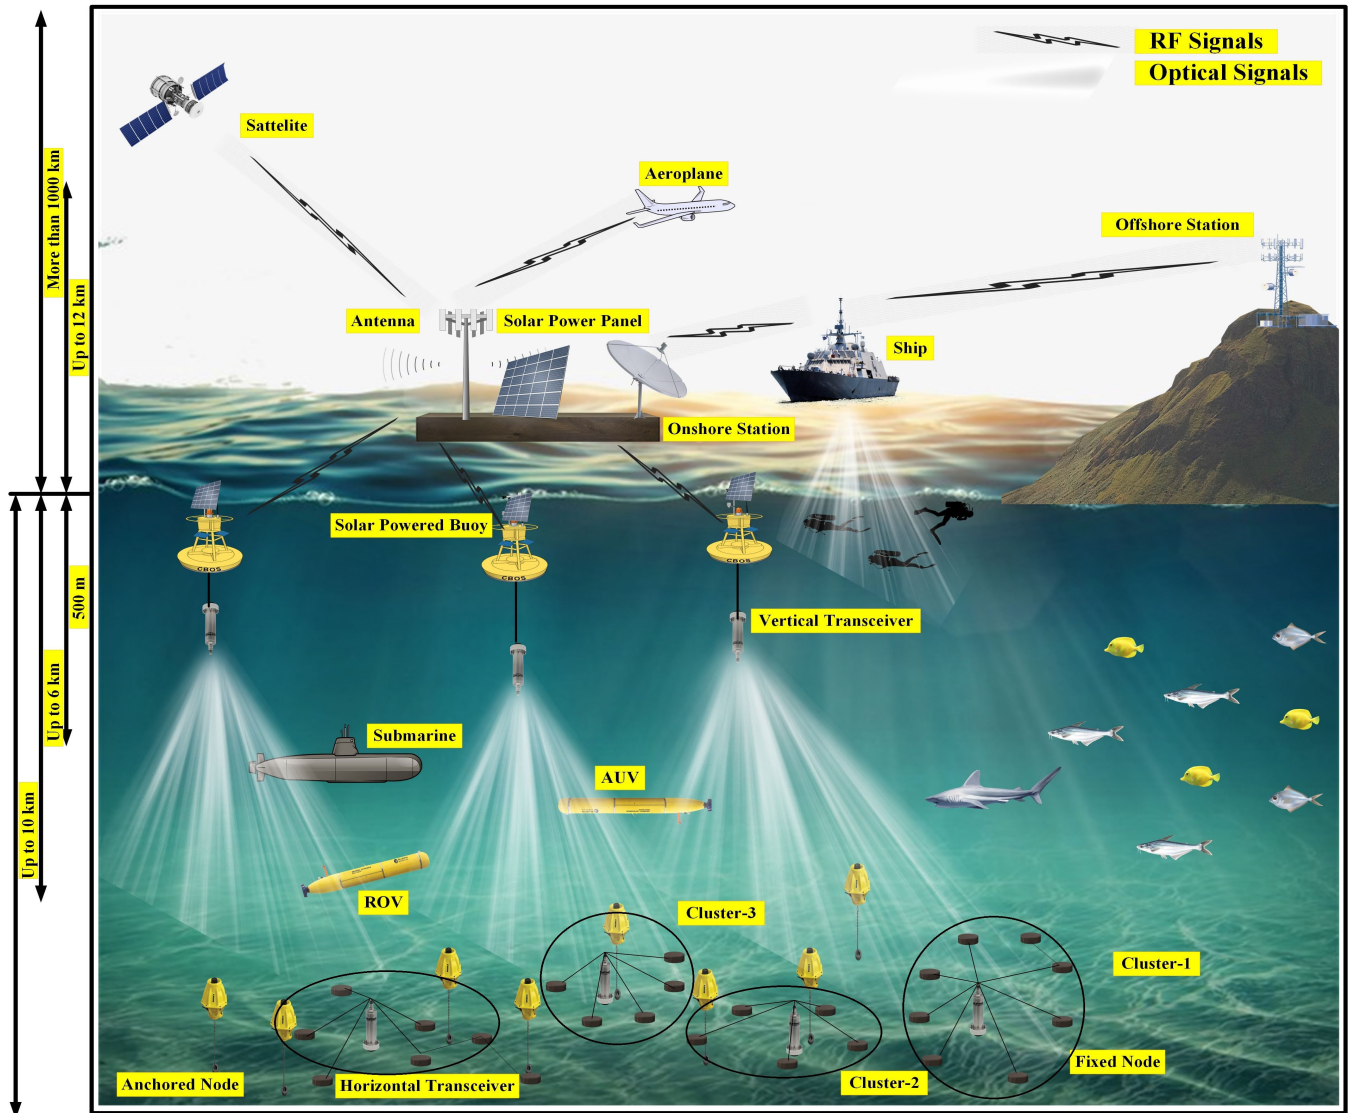 RF Signals
Optical Signals
Sattelite
Aeroplane
Offshore Station
More than 1000 km
Up to 12 km
Antenna
Solar Power Panel
Ship
Onshore Station
Solar Powered Buoy
CBOS
CBOS
CBOS
500 m
Vertical Transceiver
Up to 6 km
Submarine
AUV
Up to 10 km
ROV
Cluster-3
Cluster-1
Fixed Node
Anchored Node
Horizontal Transceiver
Cluster-2